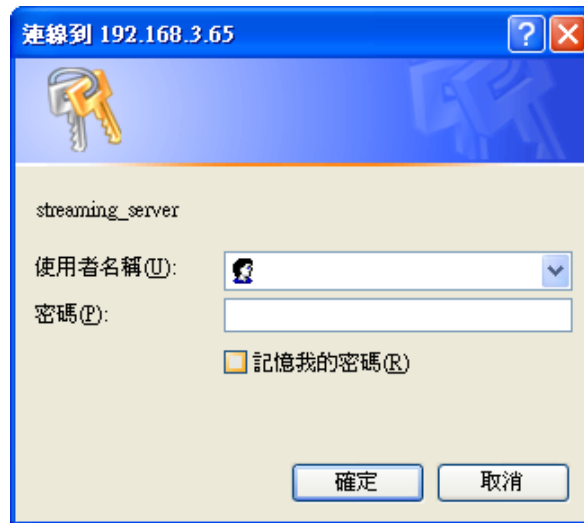 連線到 192.168.3.65
streaming_server
使用者名稱(U):
密碼(P):
記憶我的密碼(R)
確定
取消